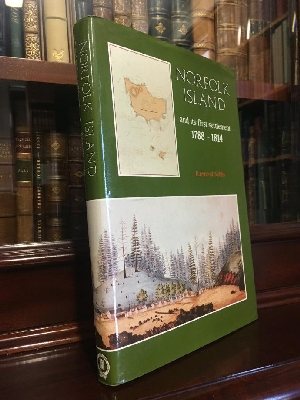 NORFOLK ISLAND
NORFOLK
ISLAND
and its first settlement
1788 - 1814